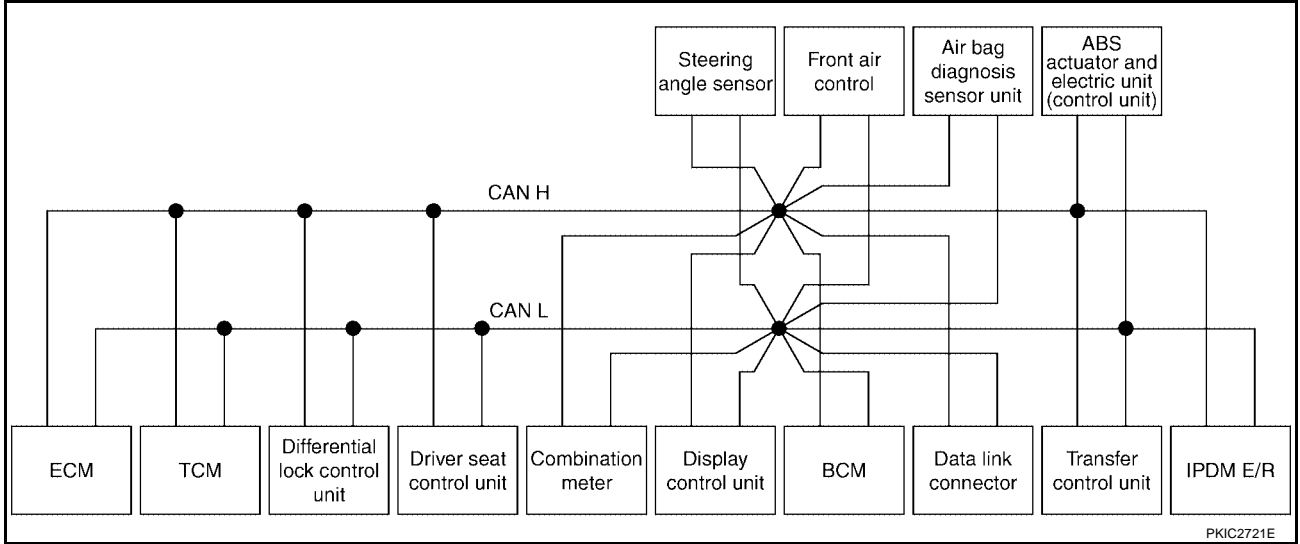 Steering
angle sensor
Front air
control
Air bag
diagnosis
sensor unit
ABS
actuator and
electric unit
(control unit)
CAN H
CAN L
ECM
TCM
Differential
lock control
unit
Driver seat
control unit
Combination
meter
Display
control unit
BCM
Data link
connector
Transfer
control unit
IPDM E/R
PKIC2721E